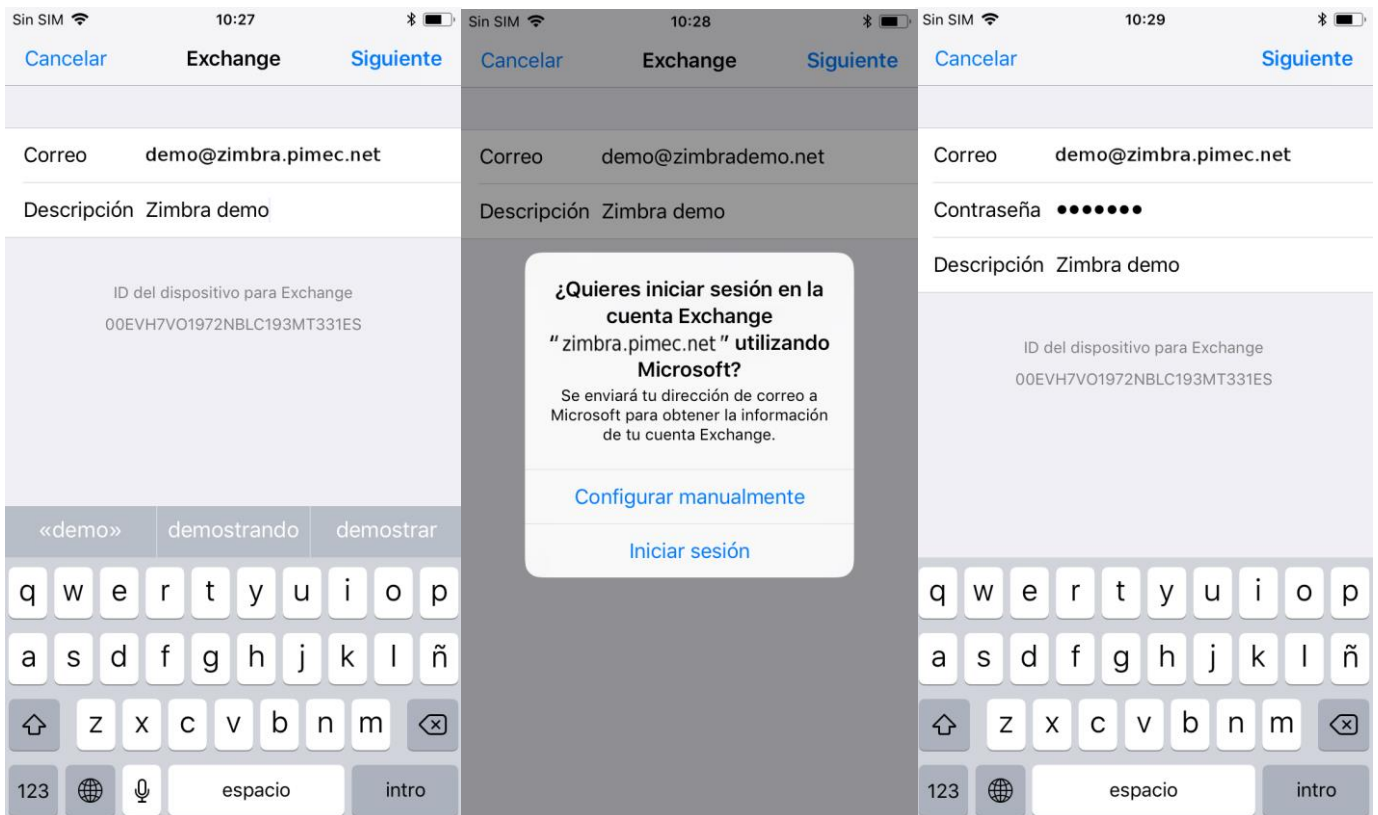 Sin SIM 10:27
Cancelar Exchange Siguiente
Correo demo@zimbra.pimec.net
Descripción Zimbra demo
ID del dispositivo para Exchange
00EVH7VO1972NBLC193MT331ES
«demo» demostrando demostrar
q w e r t y u i o p
a s d f g h j k l ñ
z x c v b n m
123 espacio intro
Sin SIM 10:28
Cancelar Exchange Siguiente
Correo demo@zimbrademo.net
Descripción Zimbra demo
¿Quieres iniciar sesión en la
cuenta Exchange
"zimbra.pimec.net" utilizando
Microsoft?
Se enviará tu dirección de correo a
Microsoft para obtener la información
de tu cuenta Exchange.
Configurar manualmente
Iniciar sesión
Sin SIM 10:29
Cancelar Siguiente
Correo demo@zimbra.pimec.net
Contraseña •••••••
Descripción Zimbra demo
ID del dispositivo para Exchange
00EVH7VO1972NBLC193MT331ES
q w e r t y u i o p
a s d f g h j k l ñ
z x c v b n m
123 espacio intro